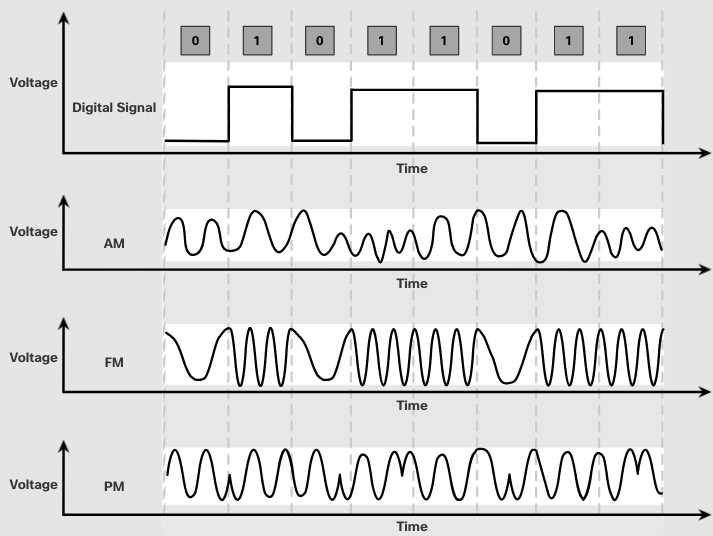 0 1 0 1 1 0 1 1
Voltage
Digital Signal
Time
Voltage
AM
Time
Voltage
FM
Time
Voltage
PM
Time